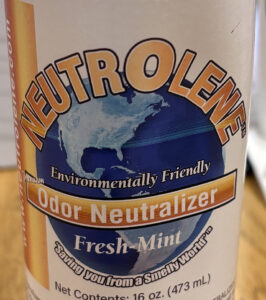 NEUTROLENE
Environmentally Friendly
Odor Neutralizer
Fresh-Mint
"Saving you from a Smelly World"
Net Contents: 16 oz. (473 mL)